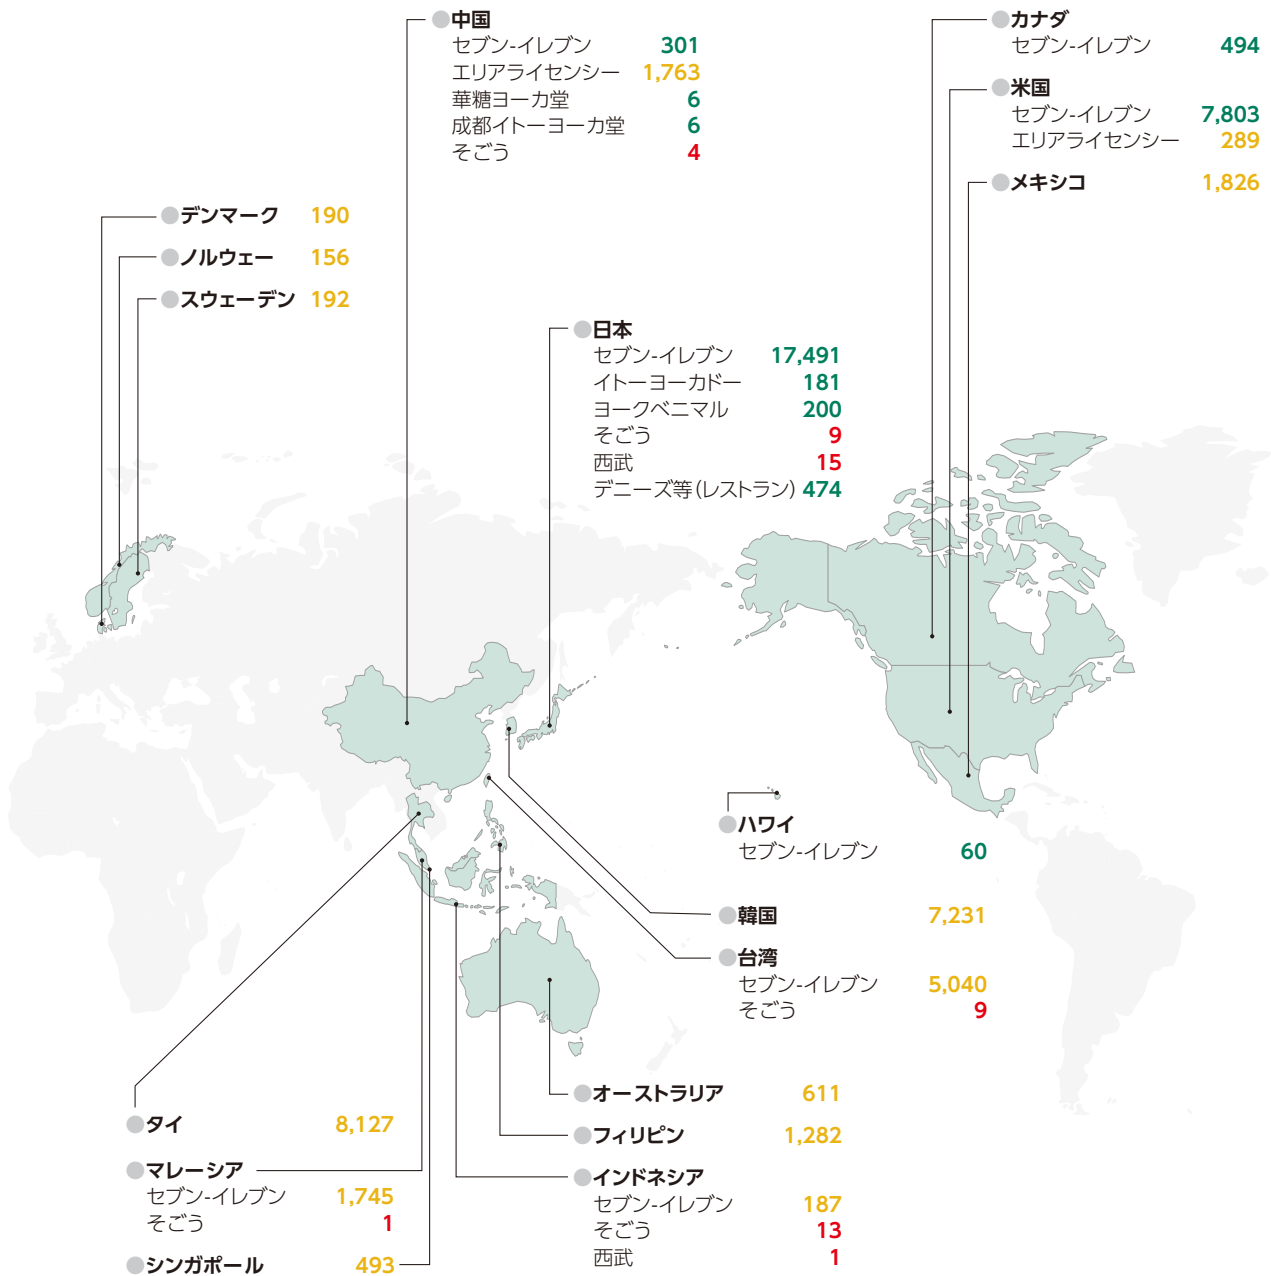 中国
セブン-イレブン 301
エリアライセンシー 1,763
華糖ヨーカ堂 6
成都イトーヨーカ堂 6
そごう 4
カナダ
セブン-イレブン 494
米国
セブン-イレブン 7,803
エリアライセンシー 289
メキシコ 1,826
デンマーク 190
ノルウェー 156
スウェーデン 192
日本
セブン-イレブン 17,491
イトーヨーカドー 181
ヨークベニマル 200
そごう 9
西武 15
デニーズ等(レストラン) 474
ハワイ
セブン-イレブン 60
韓国 7,231
台湾
セブン-イレブン 5,040
そごう 9
タイ 8,127
マレーシア
セブン-イレブン 1,745
そごう 1
シンガポール 493
オーストラリア 611
フィリピン 1,282
インドネシア
セブン-イレブン 187
そごう 13
西武 1